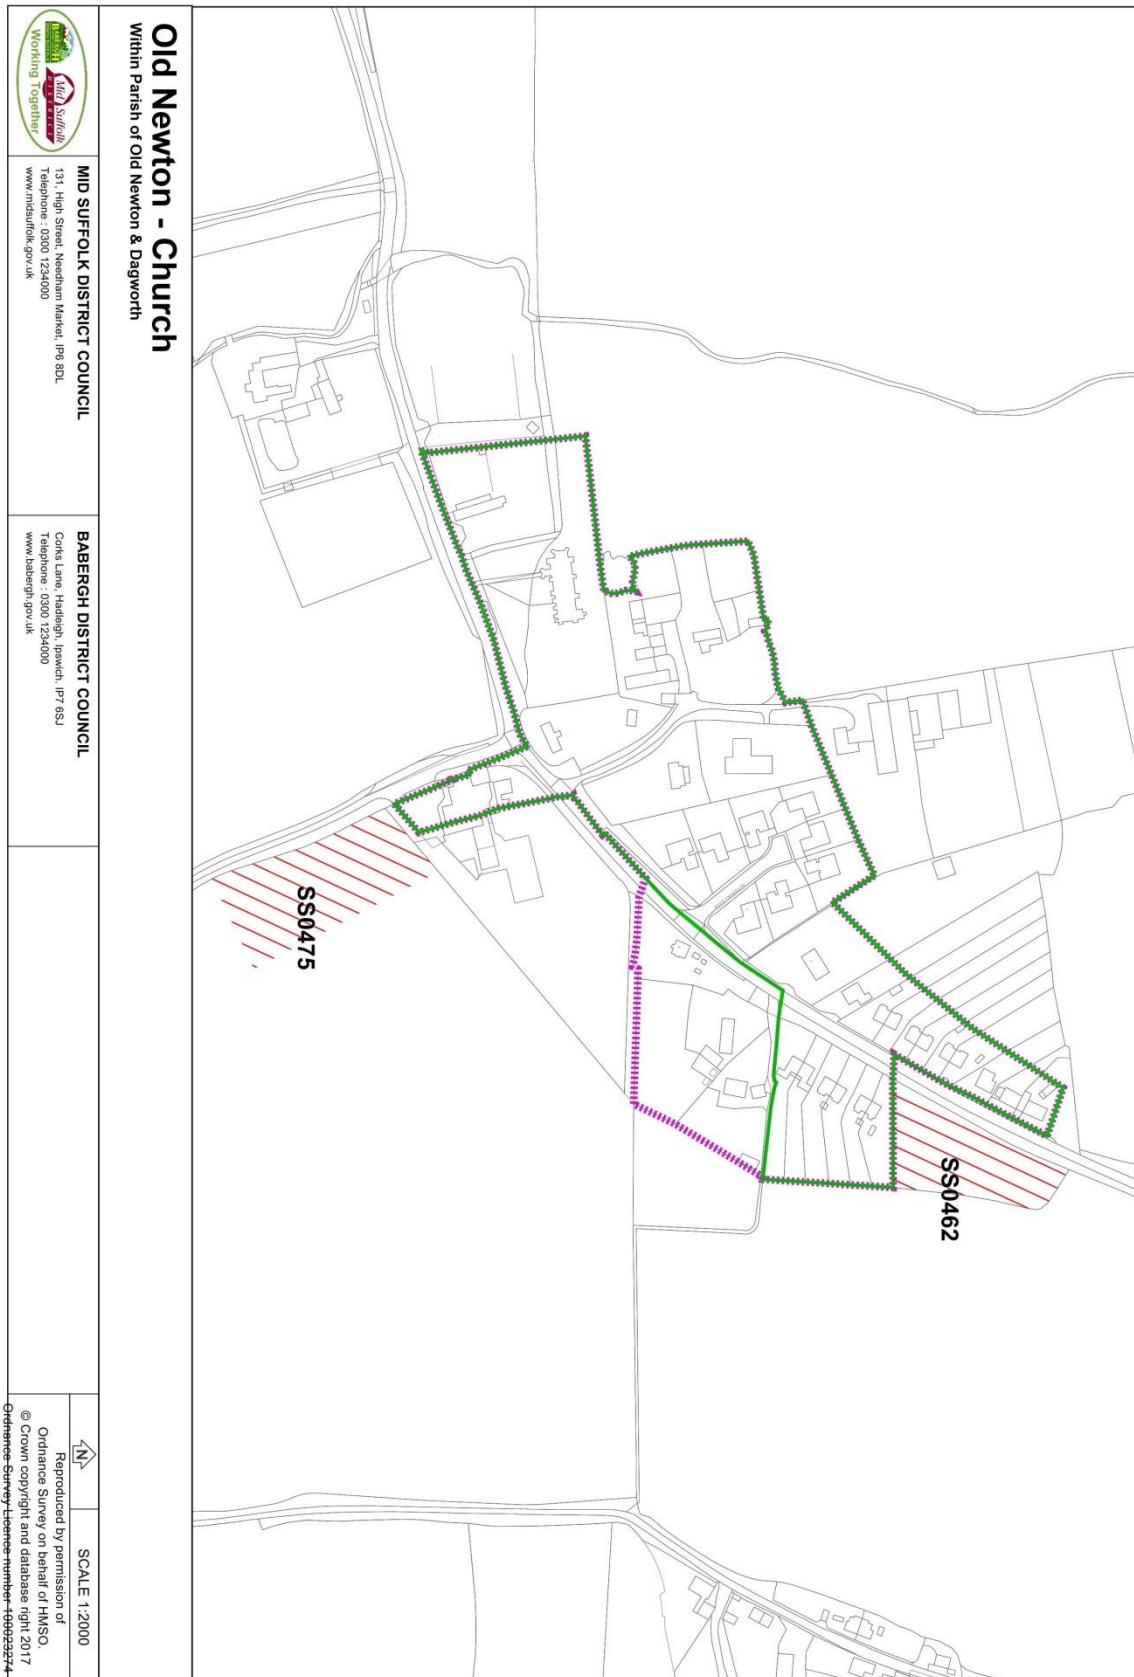 Old Newton - Church
Within Parish of Old Newton & Dagworth
SS0462
SS0475
Mid Suffolk
DISTRICT
Working Together
MID SUFFOLK DISTRICT COUNCIL
131, High Street, Needham Market, IP6 8DL
Telephone : 0300 1234000
www.midsuffolk.gov.uk
BABERGH DISTRICT COUNCIL
Corks Lane, Hadleigh, Ipswich, IP7 6SJ
Telephone : 0300 1234000
www.babergh.gov.uk
N
SCALE 1:2000
Reproduced by permission of
Ordnance Survey on behalf of HMSO.
© Crown copyright and database right 2017
Ordnance Survey Licence number 100023274